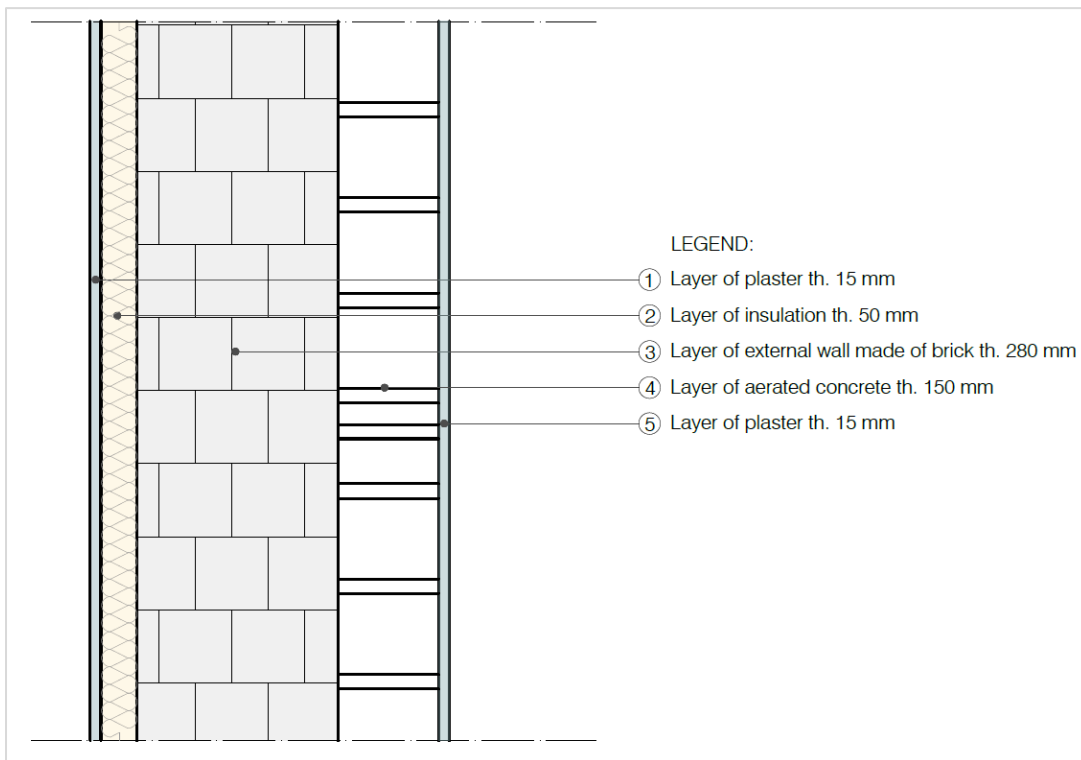 LEGEND:
1 Layer of plaster th. 15 mm
2 Layer of insulation th. 50 mm
3 Layer of external wall made of brick th. 280 mm
4 Layer of aerated concrete th. 150 mm
5 Layer of plaster th. 15 mm